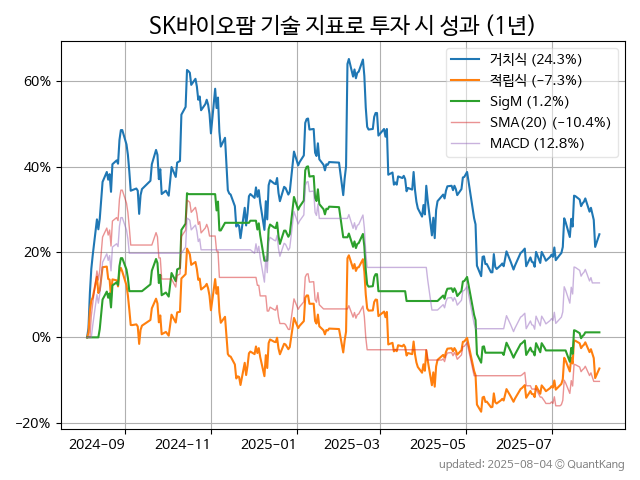 SK바이오팜 기술 지표로 투자 시 성과 (1년)
거치식 (24.3%)
적립식 (−7.3%)
SigM (1.2%)
SMA(20) (−10.4%)
MACD (12.8%)
60%
40%
20%
0%
−20%
2024-09 2024-11 2025-01 2025-03 2025-05 2025-07
updated: 2025-08-04 © QuantKang